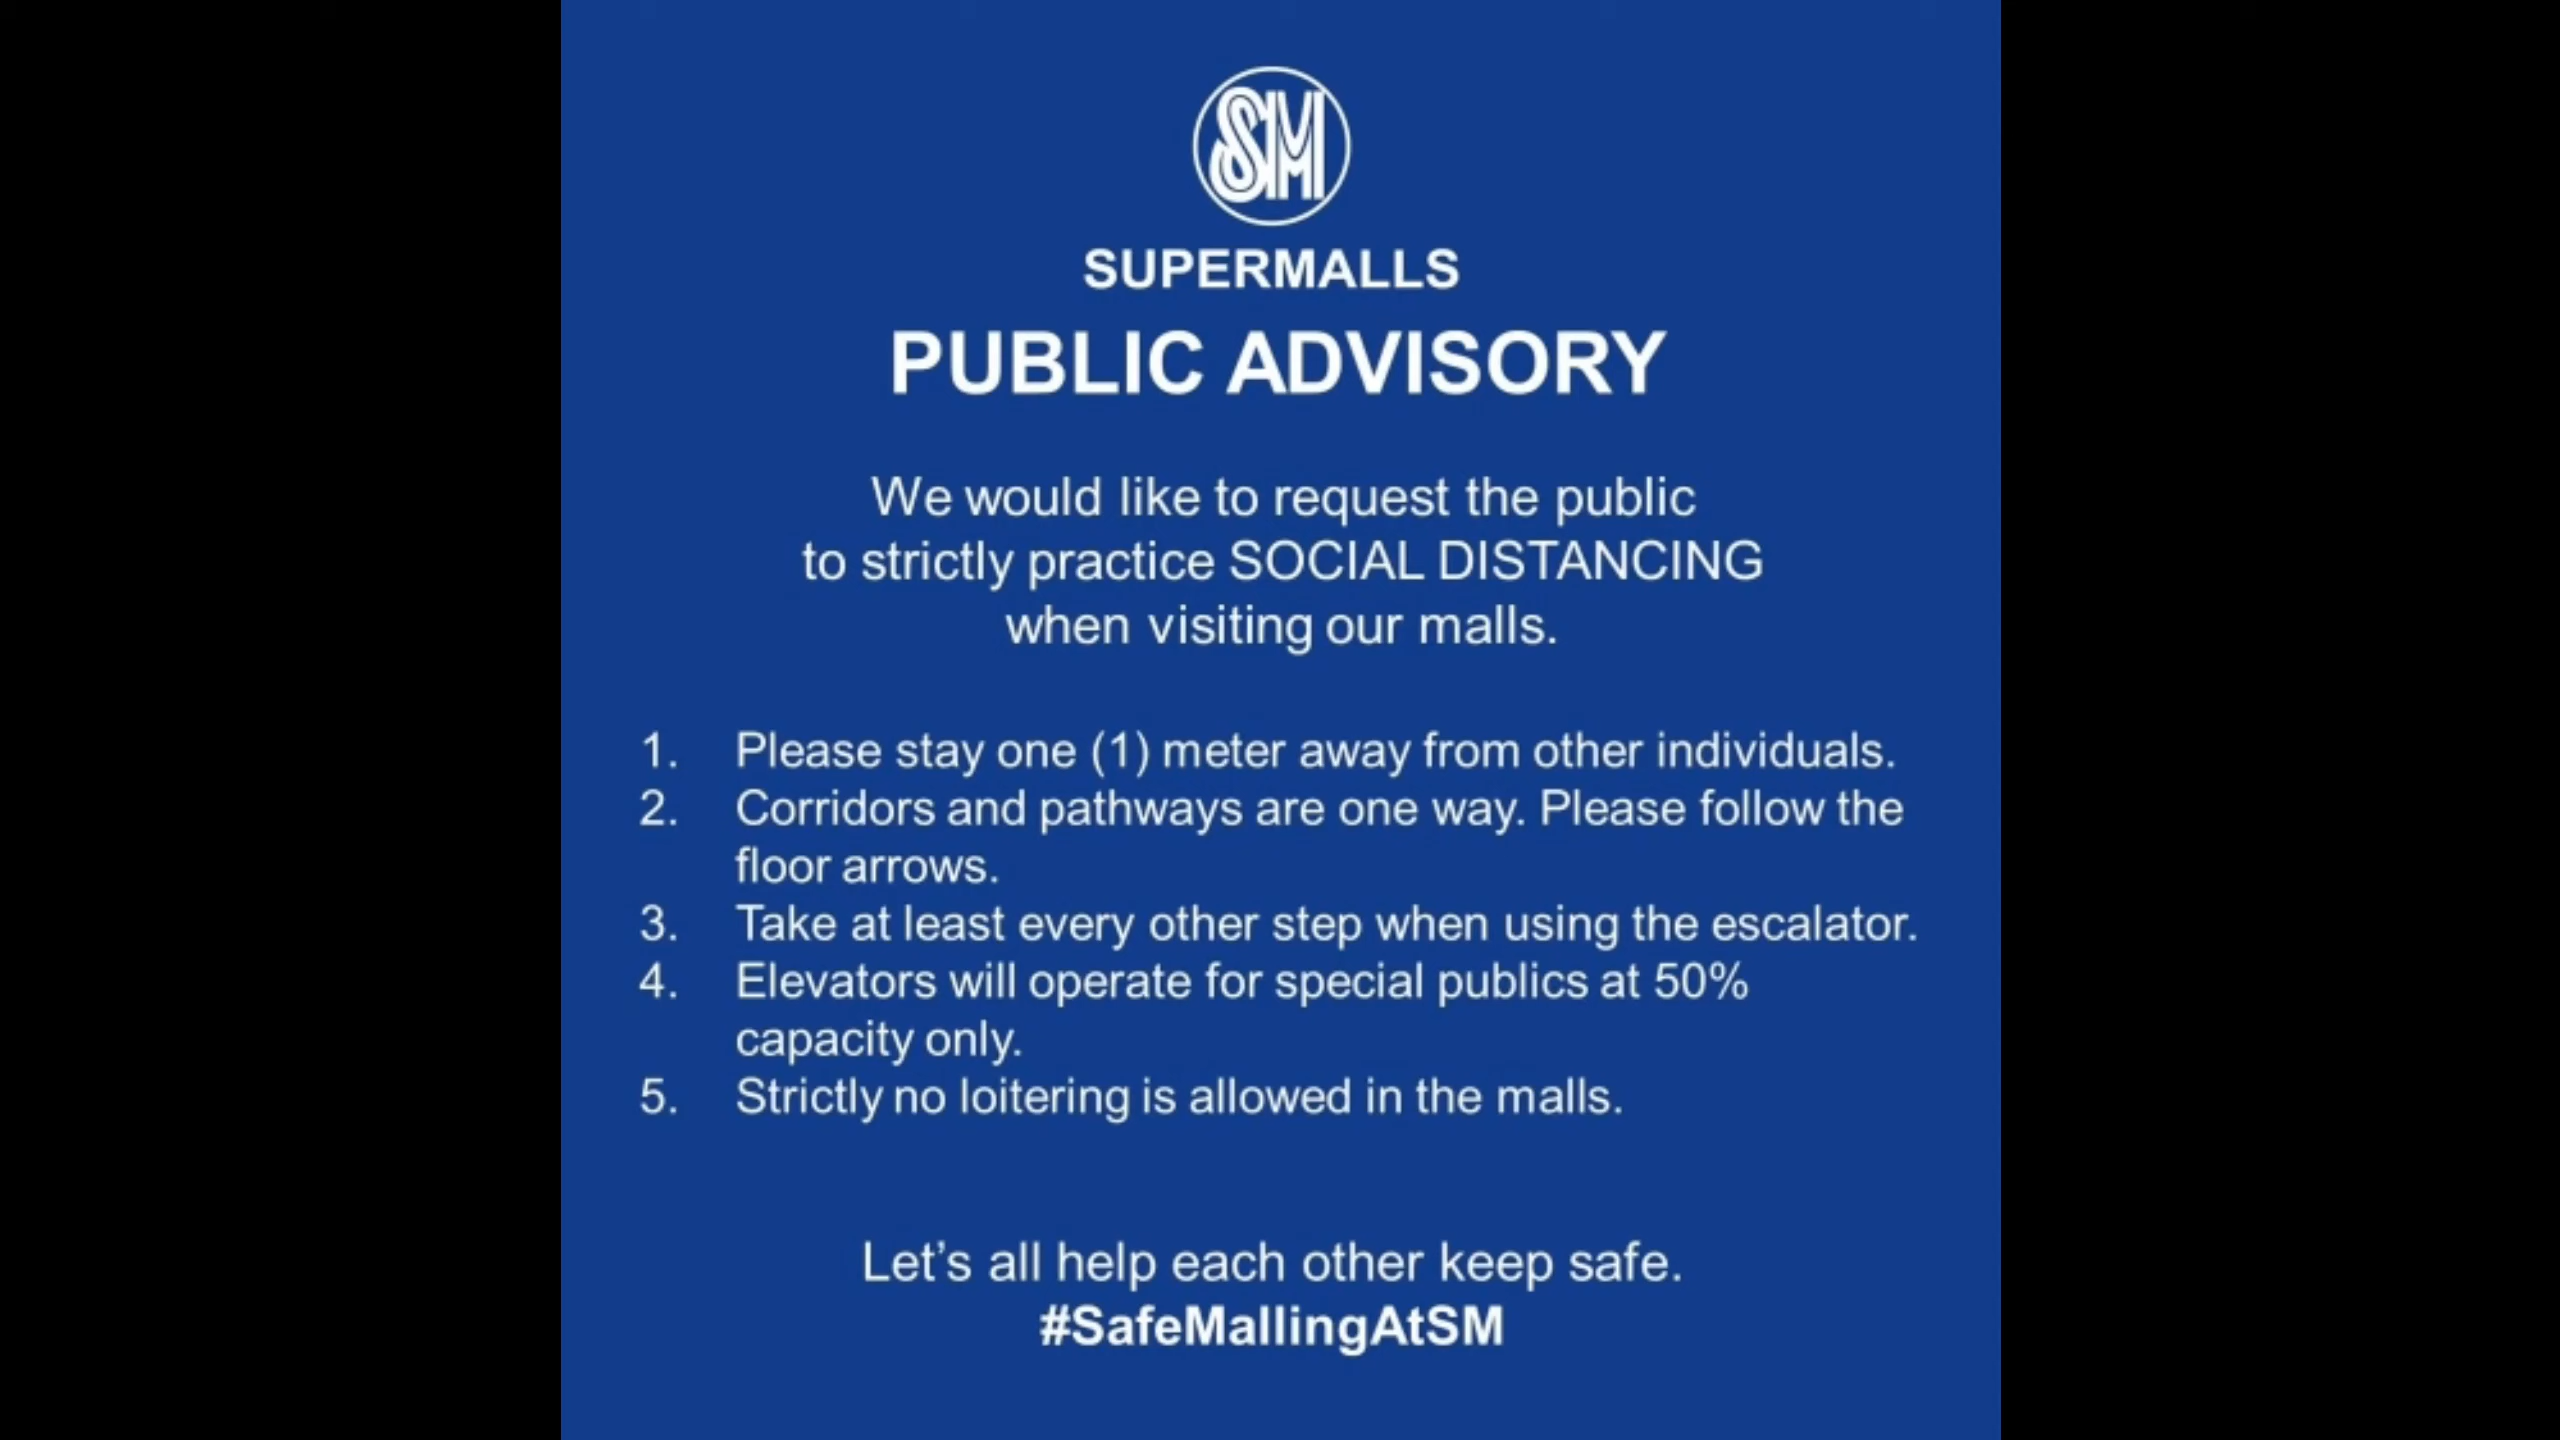 SM
SUPERMALLS
PUBLIC ADVISORY
We would like to request the public
to strictly practice SOCIAL DISTANCING
when visiting our malls.
1. Please stay one (1) meter away from other individuals.
2. Corridors and pathways are one way. Please follow the
floor arrows.
3. Take at least every other step when using the escalator.
4. Elevators will operate for special publics at 50%
capacity only.
5. Strictly no loitering is allowed in the malls.
Let’s all help each other keep safe.
#SafeMallingAtSM